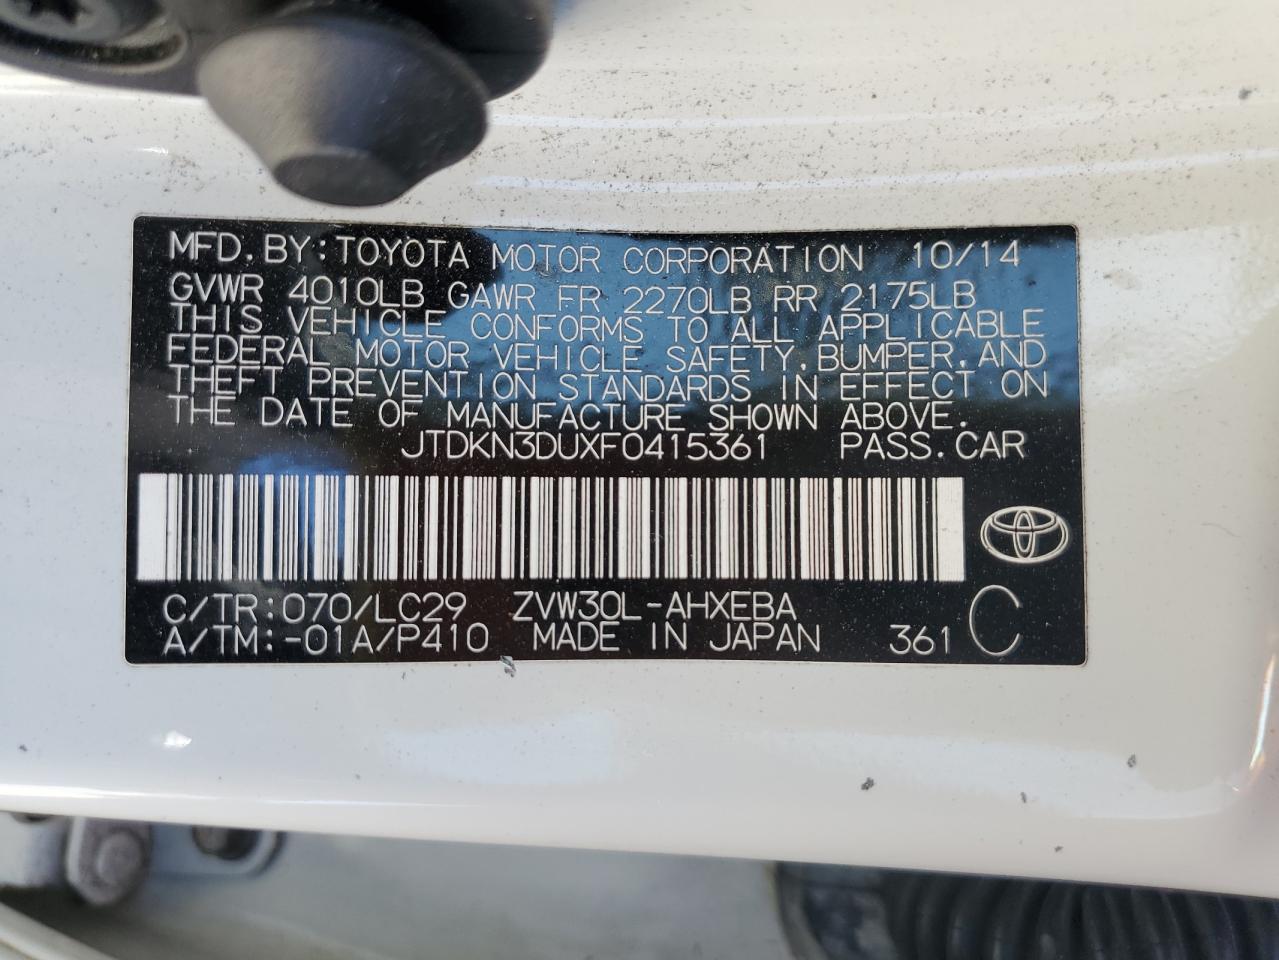 MFD. BY: TOYOTA MOTOR CORPORATION 10/14
GVWR 4010LB GAWR FR 2270LB RR 2175LB
THIS VEHICLE CONFORMS TO ALL APPLICABLE
FEDERAL MOTOR VEHICLE SAFETY, BUMPER, AND
THEFT PREVENTION STANDARDS IN EFFECT ON
THE DATE OF MANUFACTURE SHOWN ABOVE.
JTDKN3DUXF0415361 PASS. CAR
C/TR: 070/LC29 ZVW30L-AHXEBA
A/TM: -01A/P410 MADE IN JAPAN 361 C